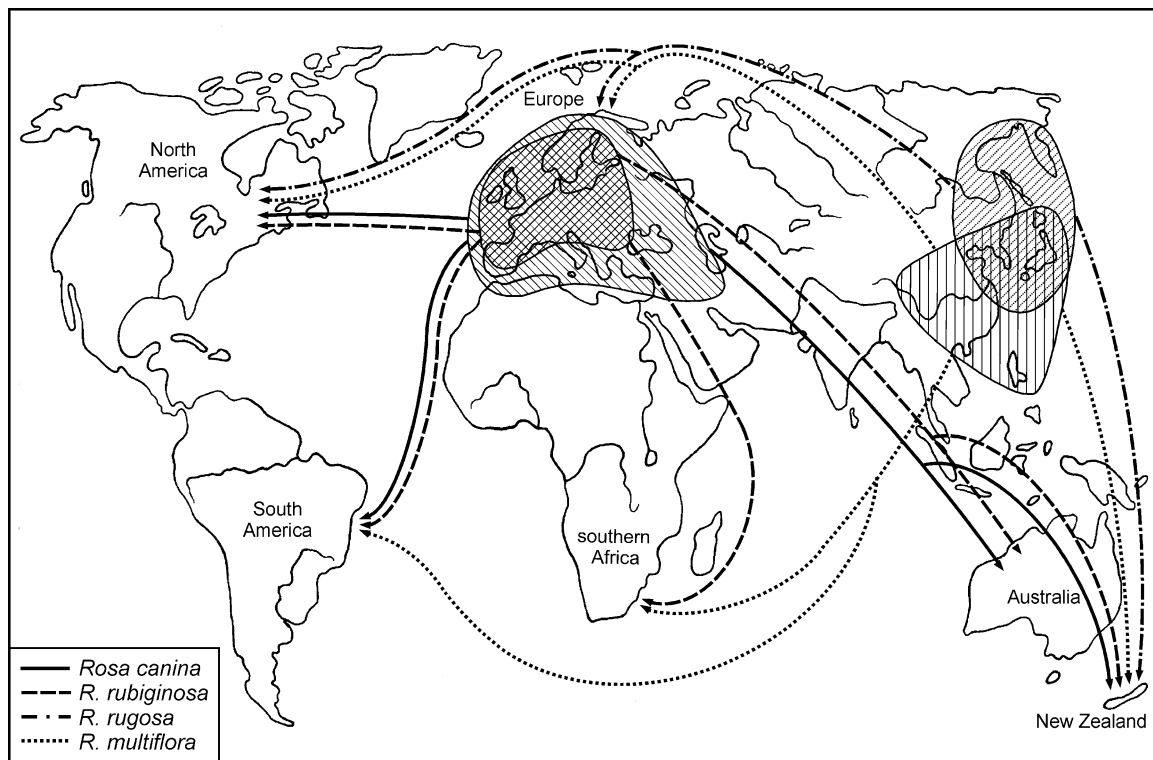 Europe
North
America
South
America
southern
Africa
Australia
New Zealand
Rosa canina
R. rubiginosa
R. rugosa
R. multiflora